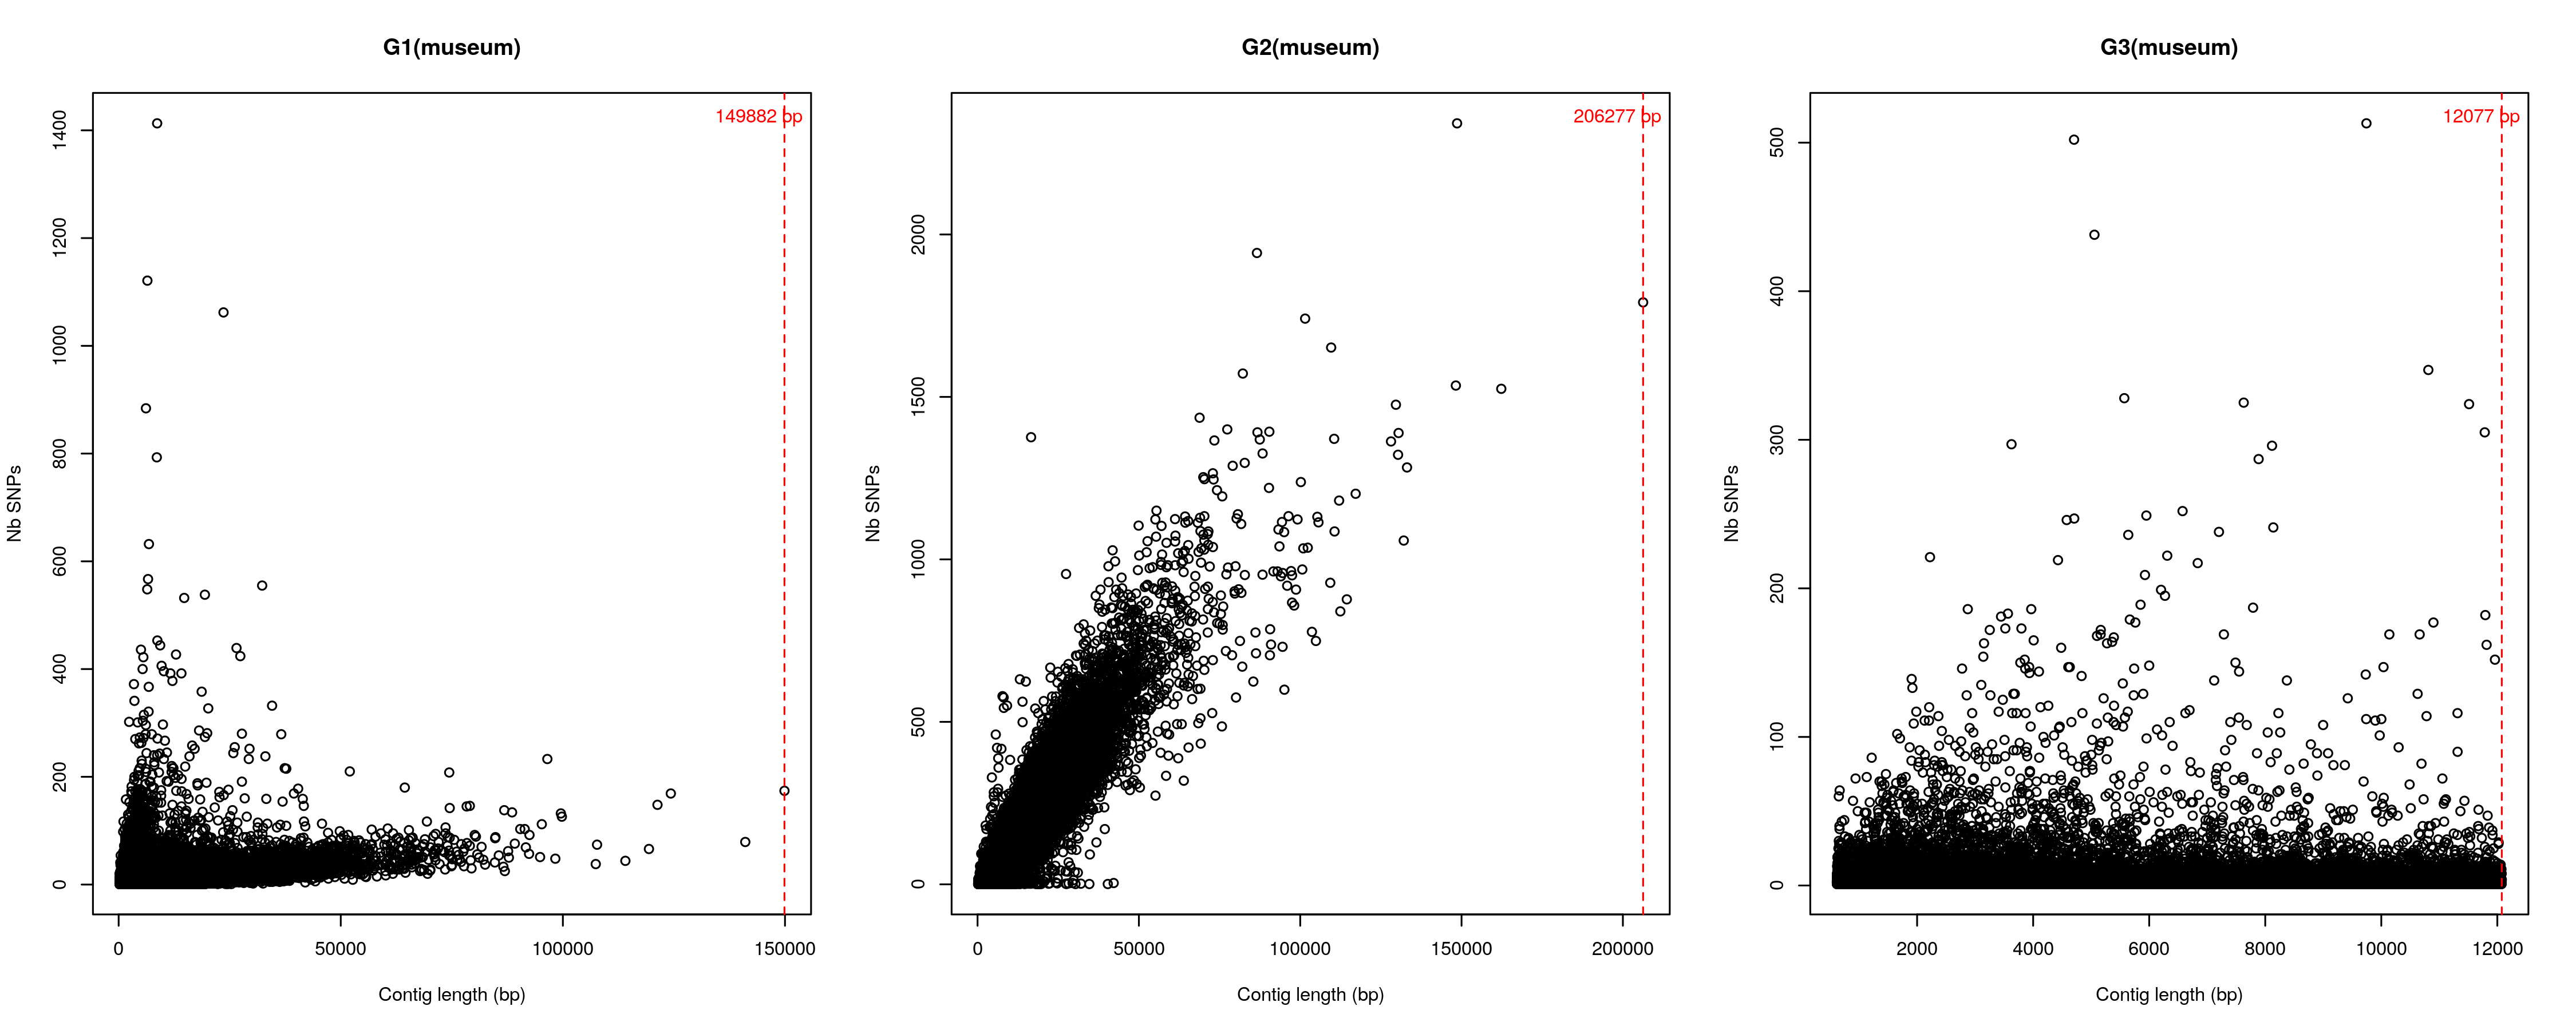 G1(museum)
149882 bp
Nb SNPs
1400
1200
1000
800
600
400
200
0
0 50000 100000 150000
Contig length (bp)
G2(museum)
206277 bp
Nb SNPs
2000
1500
1000
500
0
0 50000 100000 150000 200000
Contig length (bp)
G3(museum)
12077 bp
Nb SNPs
500
400
300
200
100
0
2000 4000 6000 8000 10000 12000
Contig length (bp)